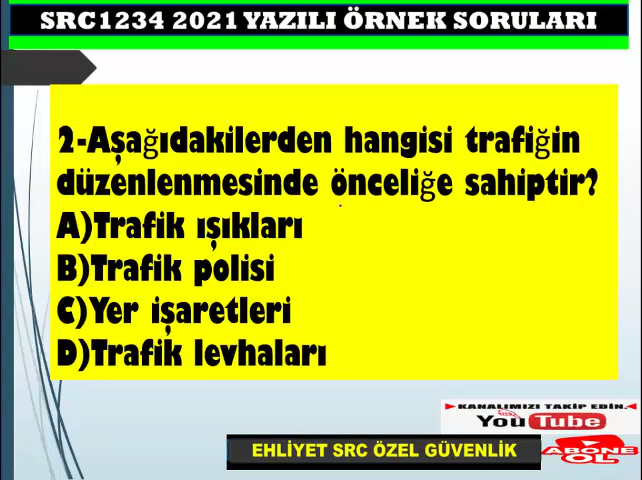 SRC1234 2021 YAZILI ÖRNEK SORULARI
2-Aşağıdakilerden hangisi trafiğin
düzenlenmesinde önceliğe sahiptir?
A)Trafik ışıkları
B)Trafik polisi
C)Yer işaretleri
D)Trafik levhaları
KANALIMIZI TAKİP EDİN.
YouTube
EHLİYET SRC ÖZEL GÜVENLİK
ABONE
OL